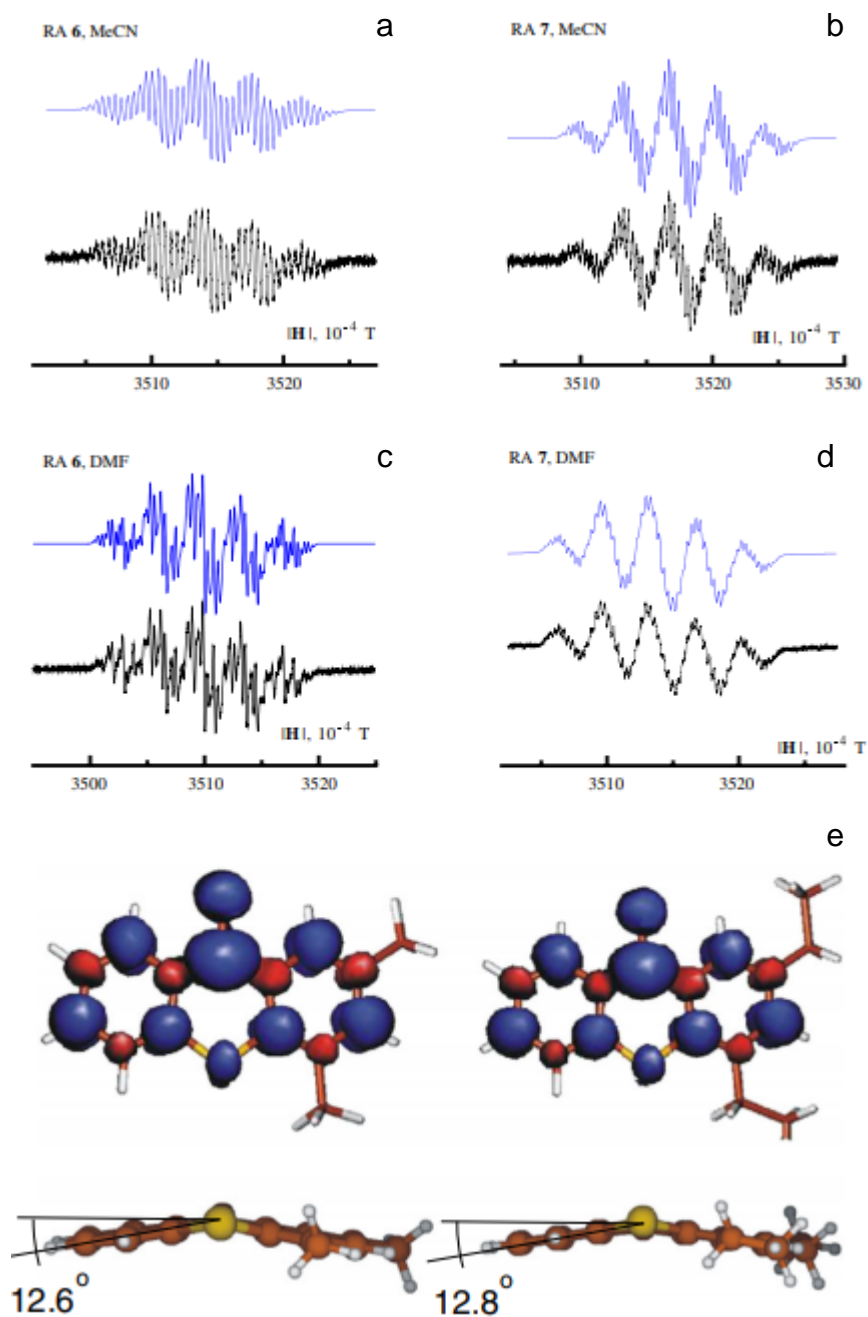 RA 6, MeCN
a
|H|, 10⁻⁴ T
3510 3520
RA 7, MeCN
b
|H|, 10⁻⁴ T
3510 3520 3530
RA 6, DMF
c
|H|, 10⁻⁴ T
3500 3510 3520
RA 7, DMF
d
|H|, 10⁻⁴ T
3510 3520
e
12.6°
12.8°